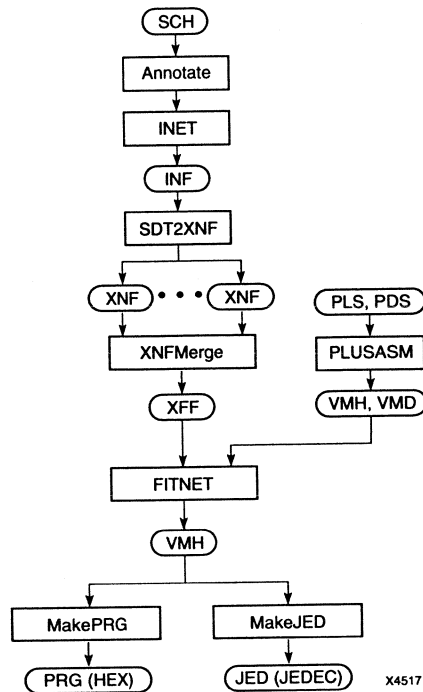 SCH
Annotate
INET
INF
SDT2XNF
XNF • • • XNF
PLS, PDS
XNFMerge
PLUSASM
XFF
VMH, VMD
FITNET
VMH
MakePRG
MakeJED
PRG (HEX)
JED (JEDEC)
X4517